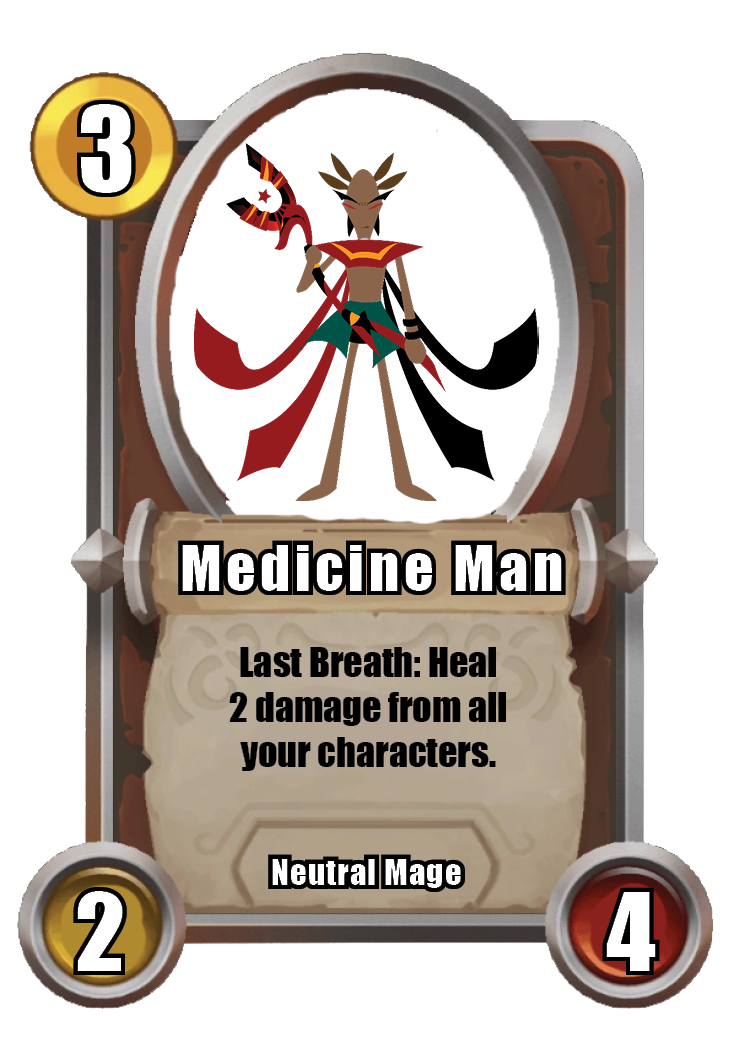 3
Medicine Man
Last Breath: Heal
2 damage from all
your characters.
Neutral Mage
2
4